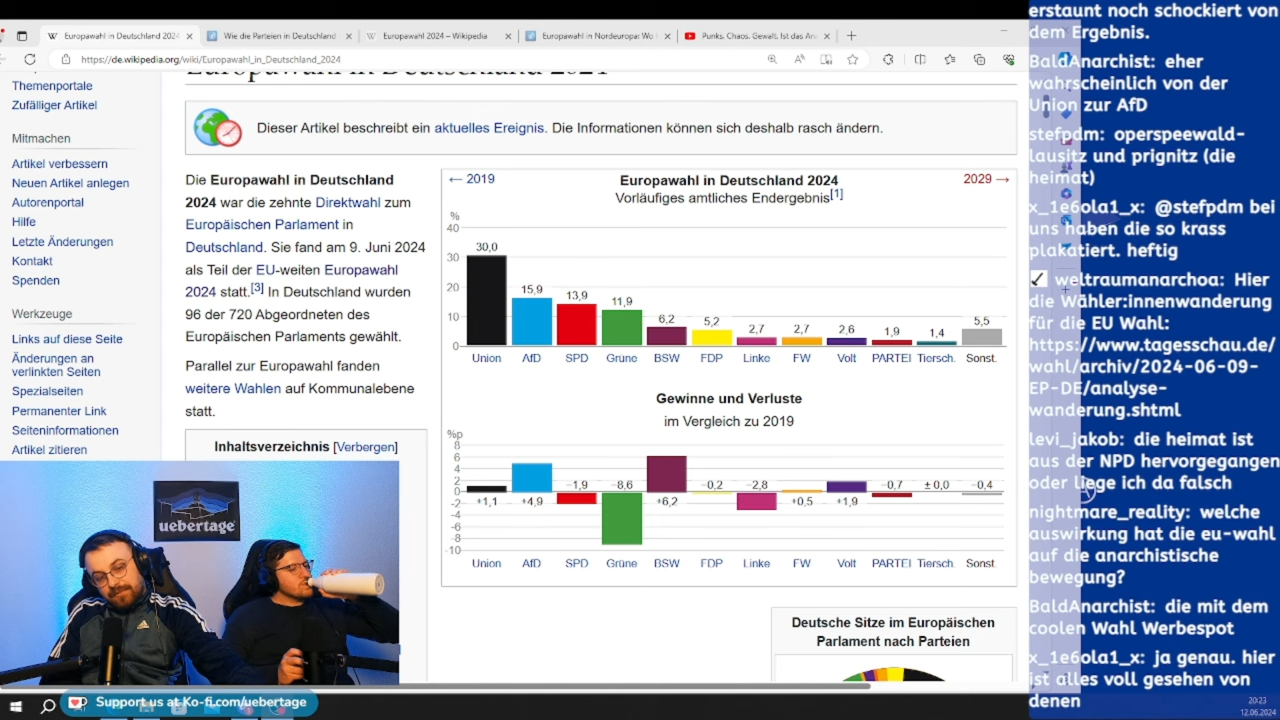 Europawahl in Deutschland 2024
Wie die Parteien in Deutschland
Europawahl 2024 – Wikipedia
Europawahl in Nordeuropa: Wo
Punks. Chaos. Gewalt. Ist das An
https://de.wikipedia.org/wiki/Europawahl_in_Deutschland_2024
Europawahl in Deutschland 2024
Themenportale
Zufälliger Artikel
Mitmachen
Artikel verbessern
Neuen Artikel anlegen
Autorenportal
Hilfe
Letzte Änderungen
Kontakt
Spenden
Werkzeuge
Links auf diese Seite
Änderungen an
verlinkten Seiten
Spezialseiten
Permanenter Link
Seiteninformationen
Artikel zitieren
Dieser Artikel beschreibt ein aktuelles Ereignis. Die Informationen können sich deshalb rasch ändern.
Die Europawahl in Deutschland
2024 war die zehnte Direktwahl zum
Europäischen Parlament in
Deutschland. Sie fand am 9. Juni 2024
als Teil der EU-weiten Europawahl
2024 statt.[3] In Deutschland wurden
96 der 720 Abgeordneten des
Europäischen Parlaments gewählt.
Parallel zur Europawahl fanden
weitere Wahlen auf Kommunalebene
statt.
Inhaltsverzeichnis [Verbergen]
← 2019
Europawahl in Deutschland 2024
2029 →
Vorläufiges amtliches Endergebnis[1]
%
40
30
20
10
0
30,0
15,9
13,9
11,9
6,2
5,2
2,7
2,7
2,6
1,9
1,4
5,5
Union AfD SPD Grüne BSW FDP Linke FW Volt PARTEI Tiersch. Sonst.
Gewinne und Verluste
im Vergleich zu 2019
%p
8
6
4
2
0
-2
-4
-6
-8
-10
+1,1
+4,9
−1,9
−8,6
+6,2
−0,2
−2,8
+0,5
+1,9
−0,7
± 0,0
−0,4
Union AfD SPD Grüne BSW FDP Linke FW Volt PARTEI Tiersch. Sonst.
Deutsche Sitze im Europäischen
Parlament nach Parteien
uebertage
Support us at Ko-fi.com/uebertage
erstaunt noch schockiert von
dem Ergebnis.
BaldAnarchist: eher
wahrscheinlich von der
Union zur AfD
stefpdm: operspeewald-
lausitz und prignitz (die
heimat)
x_1e6ola1_x: @stefpdm bei
uns haben die so krass
plakatiert. heftig
weltraumanarchoa: Hier
die Wähler:innenwanderung
für die EU Wahl:
https://www.tagesschau.de/
wahl/archiv/2024-06-09-
EP-DE/analyse-
wanderung.shtml
levi_jakob: die heimat ist
aus der NPD hervorgegangen
oder liege ich da falsch
nightmare_reality: welche
auswirkung hat die eu-wahl
auf die anarchistische
bewegung?
BaldAnarchist: die mit dem
coolen Wahl Werbespot
x_1e6ola1_x: ja genau. hier
ist alles voll gesehen von
denen
20:23
12.06.2024